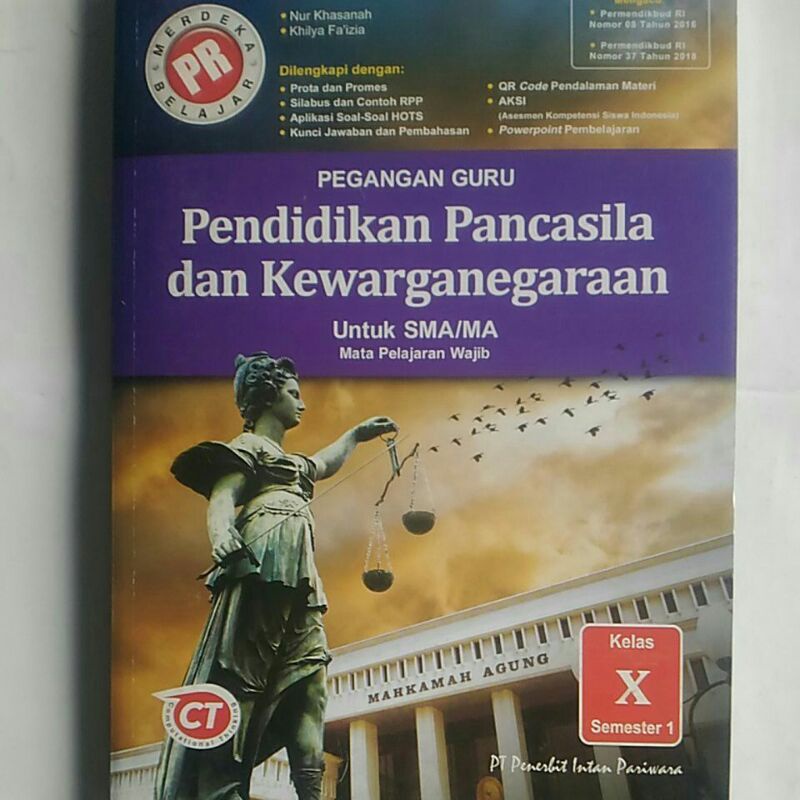 MERDEKA
PR
BELAJAR
• Nur Khasanah
• Khilya Fa'izia
Mengacu
• Permendikbud RI
Nomor 08 Tahun 2016
• Permendikbud RI
Nomor 37 Tahun 2018
Dilengkapi dengan:
• Prota dan Promes
• Silabus dan Contoh RPP
• Aplikasi Soal-Soal HOTS
• Kunci Jawaban dan Pembahasan
• QR Code Pendalaman Materi
• AKSI
(Asesmen Kompetensi Siswa Indonesia)
• Powerpoint Pembelajaran
PEGANGAN GURU
Pendidikan Pancasila
dan Kewarganegaraan
Untuk SMA/MA
Mata Pelajaran Wajib
MAHKAMAH AGUNG
Kelas
X
Semester 1
CT
Computational Thinking
PT Penerbit Intan Pariwara